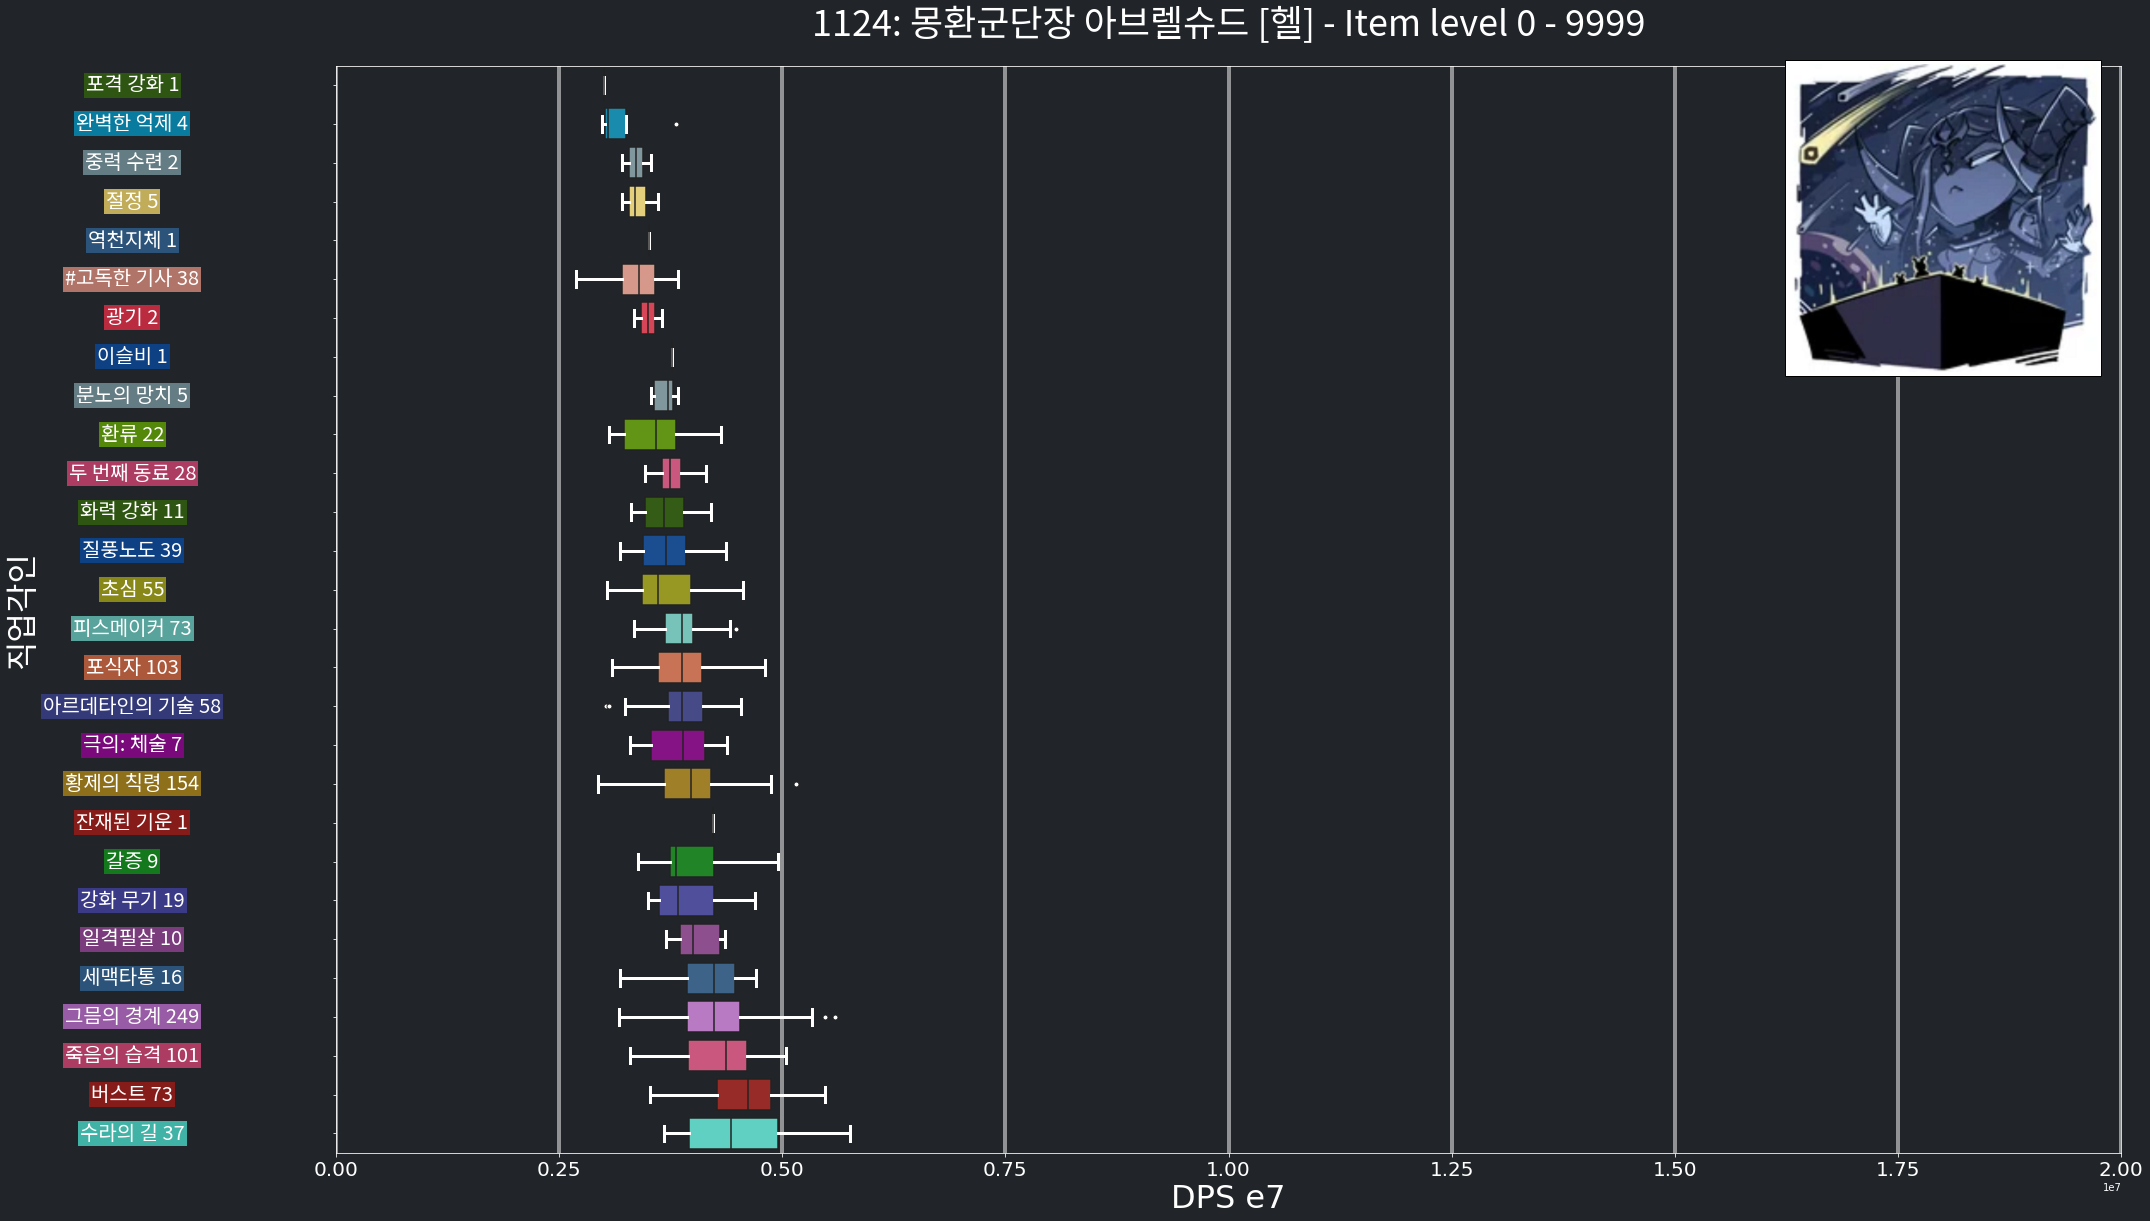 1124: 몽환군단장 아브렐슈드 [헬] - Item level 0 - 9999
포격 강화 1
완벽한 억제 4
중력 수련 2
절정 5
역천지체 1
#고독한 기사 38
광기 2
이슬비 1
분노의 망치 5
환류 22
두 번째 동료 28
화력 강화 11
질풍노도 39
초심 55
피스메이커 73
포식자 103
아르데타인의 기술 58
극의: 체술 7
황제의 칙령 154
잔재된 기운 1
갈증 9
강화 무기 19
일격필살 10
세맥타통 16
그믐의 경계 249
죽음의 습격 101
버스트 73
수라의 길 37
직업각인
0.00 0.25 0.50 0.75 1.00 1.25 1.50 1.75 2.00
1e7
DPS e7